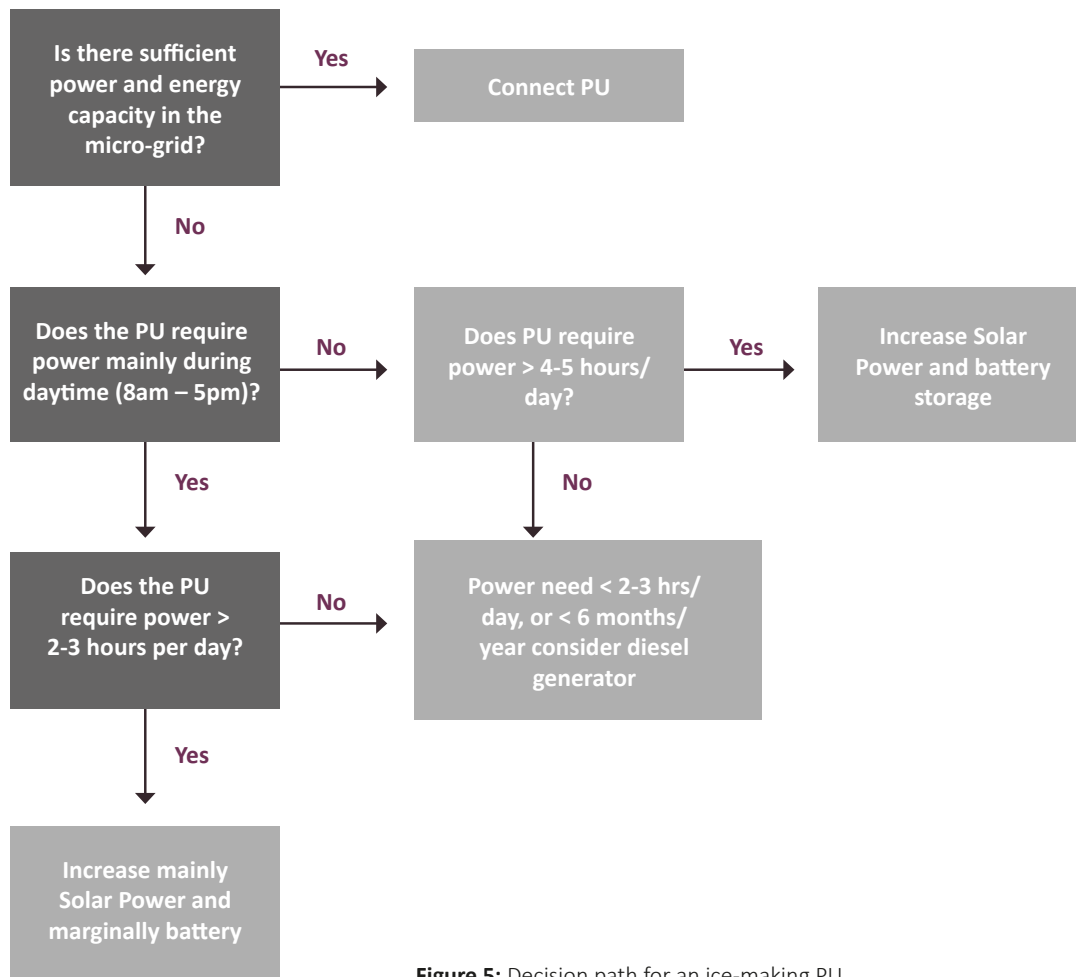 Is there sufficient
power and energy
capacity in the
micro-grid?
Yes
Connect PU
No
Does the PU require
power mainly during
daytime (8am – 5pm)?
No
Does PU require
power > 4-5 hours/
day?
Yes
Increase Solar
Power and battery
storage
Yes
No
Does the PU
require power >
2-3 hours per day?
No
Power need < 2-3 hrs/
day, or < 6 months/
year consider diesel
generator
Yes
Increase mainly
Solar Power and
marginally battery
Figure 5: Decision path for an ice-making PU